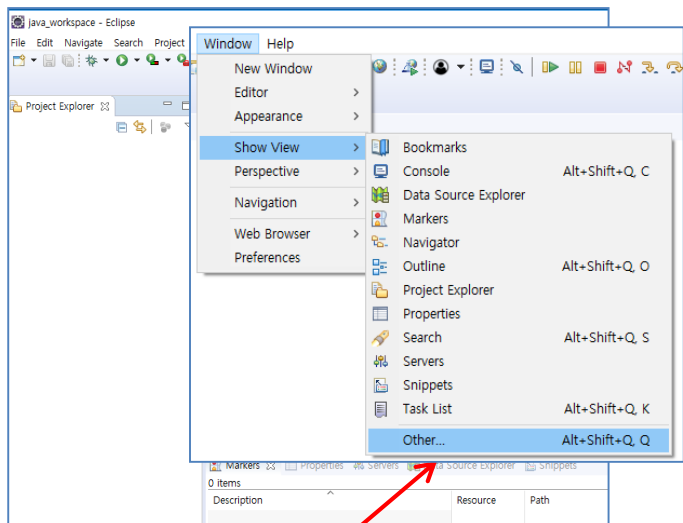 java_workspace - Eclipse
File Edit Navigate Search Project
Window Help
New Window
Editor
Appearance
Project Explorer
Show View
Perspective
Navigation
Web Browser
Preferences
Bookmarks
Console Alt+Shift+Q, C
Data Source Explorer
Markers
Navigator
Outline Alt+Shift+Q, O
Project Explorer
Properties
Search Alt+Shift+Q, S
Servers
Snippets
Task List Alt+Shift+Q, K
Other... Alt+Shift+Q, Q
Markers Properties Servers Data Source Explorer Snippets
0 items
Description Resource Path